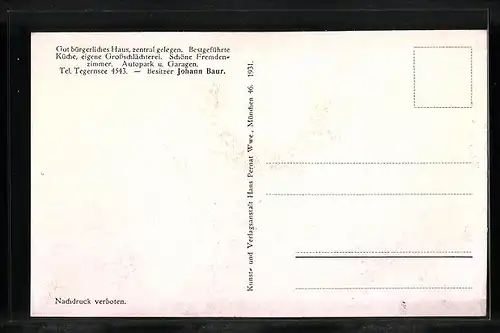 Gut bürgerliches Haus, zentral gelegen. Bestgeführte
Küche, eigene Großschlächterei. Schöne Fremden-
zimmer. Autopark u. Garagen.
Tel. Tegernsee 4543. — Besitzer Johann Baur.
Kunst- und Verlagsanstalt Hans Pernat Wwe., München 46. 1931.
Nachdruck verboten.